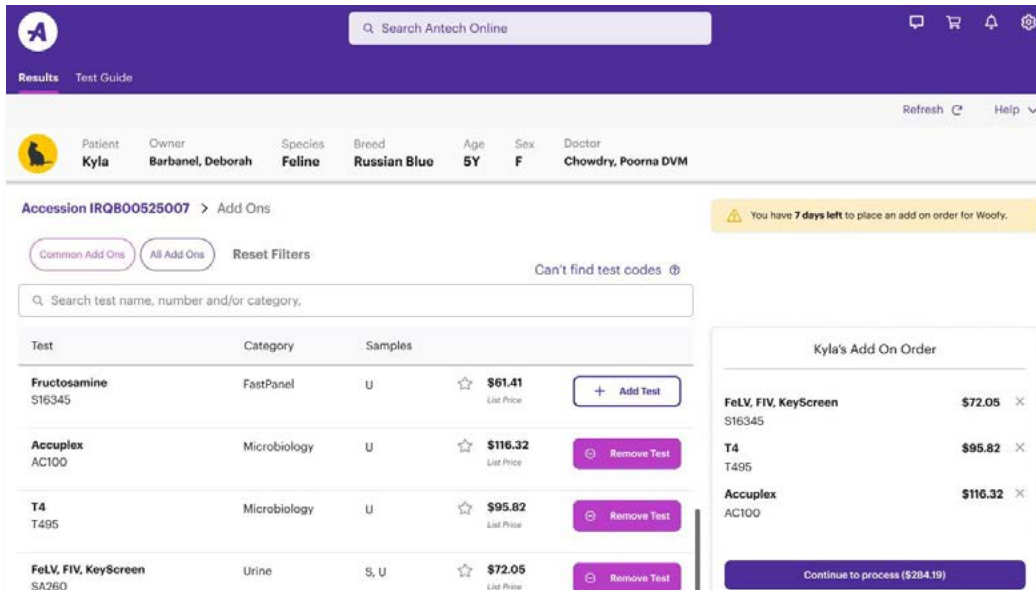 Search Antech Online
Results Test Guide
Refresh Help
Patient Owner Species Breed Age Sex Doctor
Kyla Barbanel, Deborah Feline Russian Blue 5Y F Chowdry, Poorna DVM
Accession IRQB00525007 > Add Ons
You have 7 days left to place an add on order for Woofy.
Common Add Ons All Add Ons Reset Filters
Can't find test codes
Search test name, number and/or category,
Test Category Samples
Fructosamine FastPanel U $61.41 + Add Test
S16345 List Price
Accuplex Microbiology U $116.32 Remove Test
AC100 List Price
T4 Microbiology U $95.82 Remove Test
T495 List Price
FeLV, FIV, KeyScreen Urine S, U $72.05 Remove Test
SA260 List Price
Kyla's Add On Order
FeLV, FIV, KeyScreen $72.05
S16345
T4 $95.82
T495
Accuplex $116.32
AC100
Continue to process ($284.19)